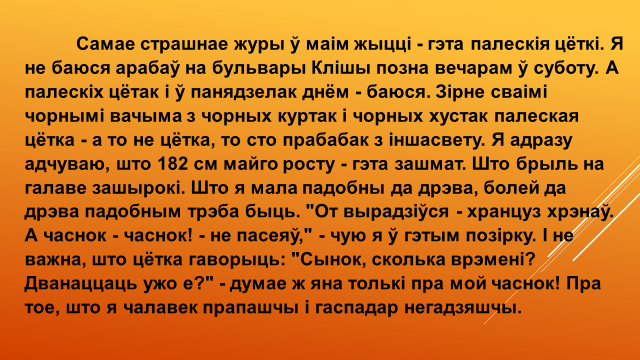 Самае страшнае журы ў маім жыцці - гэта палескія цёткі. Я
не баюся арабаў на бульвары Клішы позна вечарам ў суботу. А
палескіх цётак і ў панядзелак днём - баюся. Зірне сваімі
чорнымі вачыма з чорных куртак і чорных хустак палеская
цётка - а то не цётка, то сто прабабак з іншасвету. Я адразу
адчуваю, што 182 см майго росту - гэта зашмат. Што брыль на
галаве зашырокі. Што я мала падобны да дрэва, болей да
дрэва падобным трэба быць. "От вырадзіўся - хранцуз хрэнаў.
А часнок - часнок! - не пасеяў," - чую я ў гэтым позірку. І не
важна, што цётка гаворыць: "Сынок, сколька врэмені?
Дванаццаць ужо е?" - думае ж яна толькі пра мой часнок! Пра
тое, што я чалавек прапашчы і гаспадар негадзяшчы.